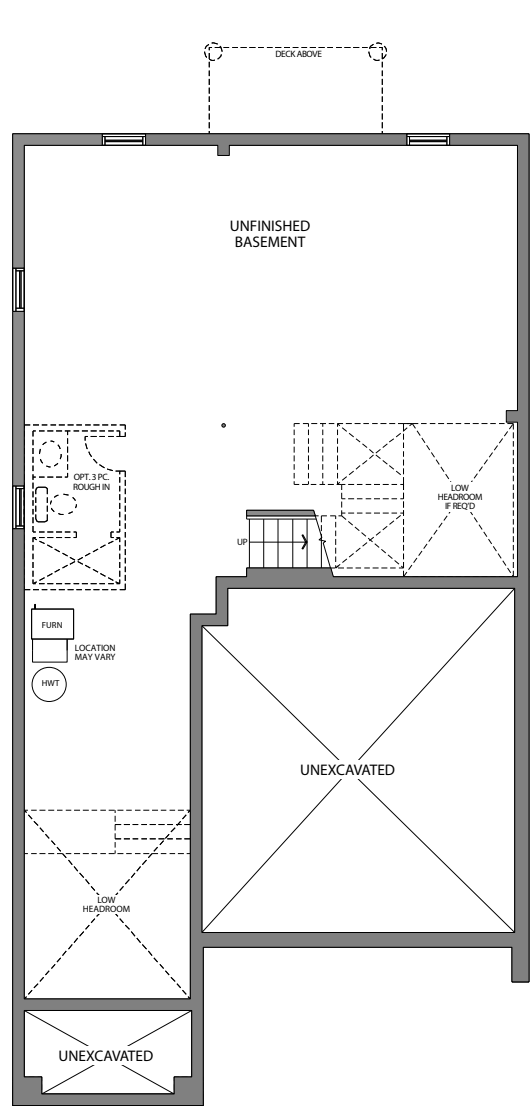 DECK ABOVE
UNFINISHED
BASEMENT
OPT. 3 PC.
ROUGH IN
LOW
HEADROOM
IF REQ'D
UP
FURN
LOCATION
MAY VARY
HWT
UNEXCAVATED
LOW
HEADROOM
UNEXCAVATED